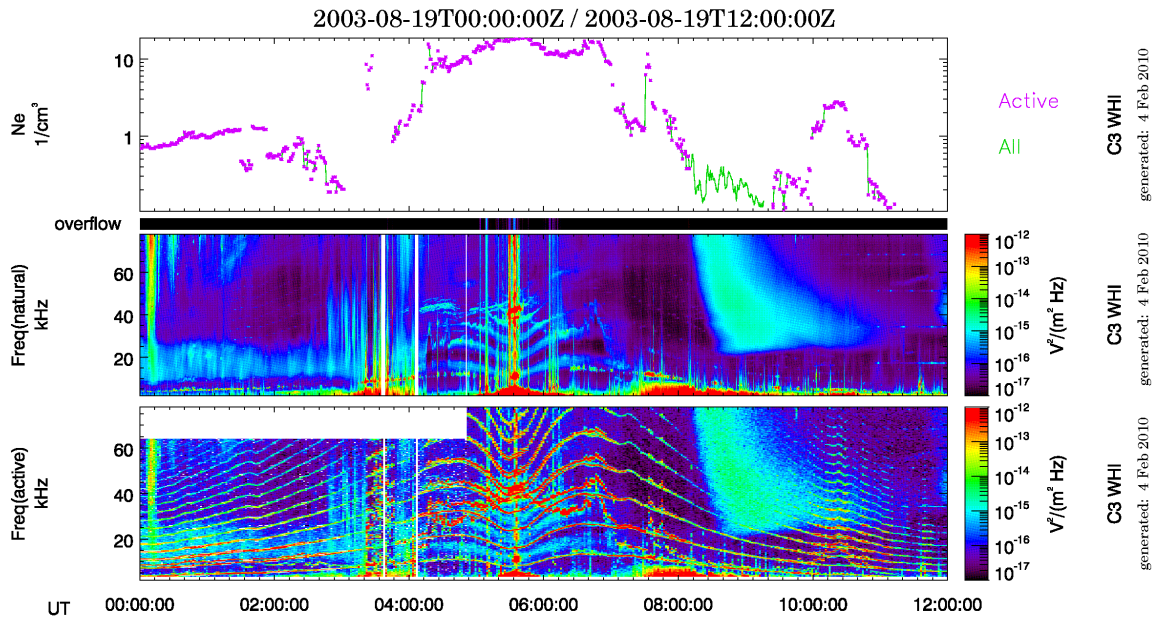 2003-08-19T00:00:00Z / 2003-08-19T12:00:00Z
10
1
Ne
1/cm³
Active
All
C3 WHI
generated: 4 Feb 2010
overflow
60
40
20
Freq(natural)
kHz
10⁻¹²
10⁻¹³
10⁻¹⁴
10⁻¹⁵
10⁻¹⁶
10⁻¹⁷
V²/(m² Hz)
C3 WHI
generated: 4 Feb 2010
60
40
20
Freq(active)
kHz
10⁻¹²
10⁻¹³
10⁻¹⁴
10⁻¹⁵
10⁻¹⁶
10⁻¹⁷
V²/(m² Hz)
C3 WHI
generated: 4 Feb 2010
UT 00:00:00 02:00:00 04:00:00 06:00:00 08:00:00 10:00:00 12:00:00